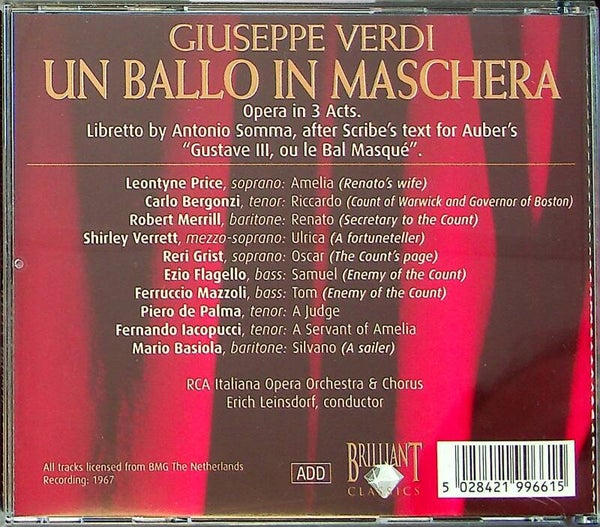 GIUSEPPE VERDI
UN BALLO IN MASCHERA
Opera in 3 Acts.
Libretto by Antonio Somma, after Scribe's text for Auber's
“Gustave III, ou le Bal Masqué”.
Leontyne Price, soprano: Amelia (Renato's wife)
Carlo Bergonzi, tenor: Riccardo (Count of Warwick and Governor of Boston)
Robert Merrill, baritone: Renato (Secretary to the Count)
Shirley Verrett, mezzo-soprano: Ulrica (A fortuneteller)
Reri Grist, soprano: Oscar (The Count's page)
Ezio Flagello, bass: Samuel (Enemy of the Count)
Ferruccio Mazzoli, bass: Tom (Enemy of the Count)
Piero de Palma, tenor: A Judge
Fernando Iacopucci, tenor: A Servant of Amelia
Mario Basiola, baritone: Silvano (A sailer)
RCA Italiana Opera Orchestra & Chorus
Erich Leinsdorf, conductor
All tracks licensed from BMG The Netherlands
Recording: 1967
ADD
BRILLIANT
CLASSICS
5 028421 996615